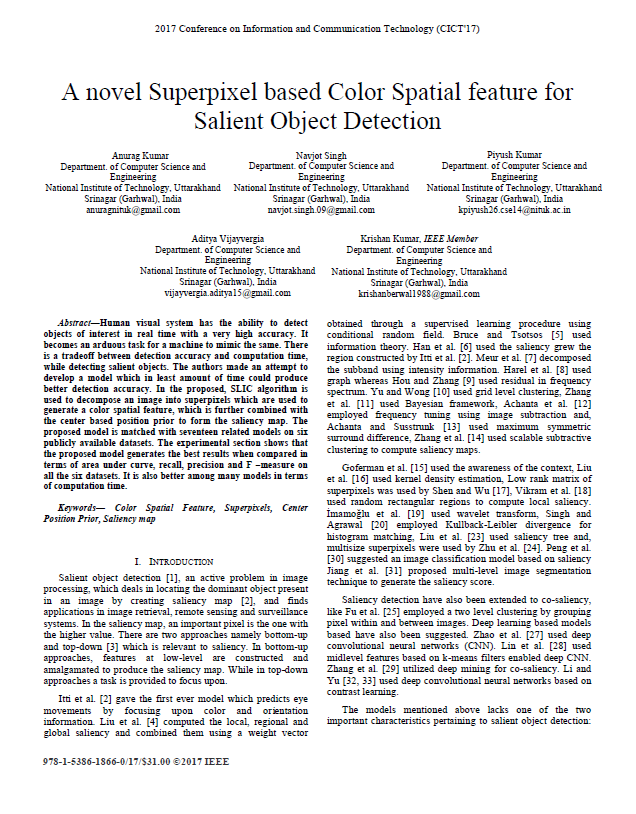 2017 Conference on Information and Communication Technology (CICT'17)
A novel Superpixel based Color Spatial feature for
Salient Object Detection
Anurag Kumar
Department. of Computer Science and
Engineering
National Institute of Technology, Uttarakhand
Srinagar (Garhwal), India
anuragnituk@gmail.com
Navjot Singh
Department. of Computer Science and
Engineering
National Institute of Technology, Uttarakhand
Srinagar (Garhwal), India
navjot.singh.09@gmail.com
Piyush Kumar
Department. of Computer Science and
Engineering
National Institute of Technology, Uttarakhand
Srinagar (Garhwal), India
kpiyush26.cse14@nituk.ac.in
Aditya Vijayvergia
Department. of Computer Science and
Engineering
National Institute of Technology, Uttarakhand
Srinagar (Garhwal), India
vijayvergia.aditya15@gmail.com
Krishan Kumar, IEEE Member
Department. of Computer Science and
Engineering
National Institute of Technology, Uttarakhand
Srinagar (Garhwal), India
krishanberwal1988@gmail.com
Abstract—Human visual system has the ability to detect
objects of interest in real time with a very high accuracy. It
becomes an arduous task for a machine to mimic the same. There
is a tradeoff between detection accuracy and computation time,
while detecting salient objects. The authors made an attempt to
develop a model which in least amount of time could produce
better detection accuracy. In the proposed, SLIC algorithm is
used to decompose an image into superpixels which are used to
generate a color spatial feature, which is further combined with
the center based position prior to form the saliency map. The
proposed model is matched with seventeen related models on six
publicly available datasets. The experimental section shows that
the proposed model generates the best results when compared in
terms of area under curve, recall, precision and F –measure on
all the six datasets. It is also better among many models in terms
of computation time.
Keywords— Color Spatial Feature, Superpixels, Center
Position Prior, Saliency map
I. INTRODUCTION
Salient object detection [1], an active problem in image
processing, which deals in locating the dominant object present
in an image by creating saliency map [2], and finds
applications in image retrieval, remote sensing and surveillance
systems. In the saliency map, an important pixel is the one with
the higher value. There are two approaches namely bottom-up
and top-down [3] which is relevant to saliency. In bottom-up
approaches, features at low-level are constructed and
amalgamated to produce the saliency map. While in top-down
approaches a task is provided to focus upon.
Itti et al. [2] gave the first ever model which predicts eye
movements by focusing upon color and orientation
information. Liu et al. [4] computed the local, regional and
global saliency and combined them using a weight vector
978-1-5386-1866-0/17/$31.00 ©2017 IEEE
obtained through a supervised learning procedure using
conditional random field. Bruce and Tsotsos [5] used
information theory. Han et al. [6] used the saliency grew the
region constructed by Itti et al. [2]. Meur et al. [7] decomposed
the subband using intensity information. Harel et al. [8] used
graph whereas Hou and Zhang [9] used residual in frequency
spectrum. Yu and Wong [10] used grid level clustering, Zhang
et al. [11] used Bayesian framework, Achanta et al. [12]
employed frequency tuning using image subtraction and,
Achanta and Susstrunk [13] used maximum symmetric
surround difference, Zhang et al. [14] used scalable subtractive
clustering to compute saliency maps.
Goferman et al. [15] used the awareness of the context, Liu
et al. [16] used kernel density estimation, Low rank matrix of
superpixels was used by Shen and Wu [17], Vikram et al. [18]
used random rectangular regions to compute local saliency.
İmamoğlu et al. [19] used wavelet transform, Singh and
Agrawal [20] employed Kullback-Leibler divergence for
histogram matching, Liu et al. [23] used saliency tree and,
multisize superpixels were used by Zhu et al. [24]. Peng et al.
[30] suggested an image classification model based on saliency
Jiang et al. [31] proposed multi-level image segmentation
technique to generate the saliency score.
Saliency detection have also been extended to co-saliency,
like Fu et al. [25] employed a two level clustering by grouping
pixel within and between images. Deep learning based models
based have also been suggested. Zhao et al. [27] used deep
convolutional neural networks (CNN). Lin et al. [28] used
midlevel features based on k-means filters enabled deep CNN.
Zhang et al. [29] utilized deep mining for co-saliency. Li and
Yu [32, 33] used deep convolutional neural networks based on
contrast learning.
The models mentioned above lacks one of the two
important characteristics pertaining to salient object detection: